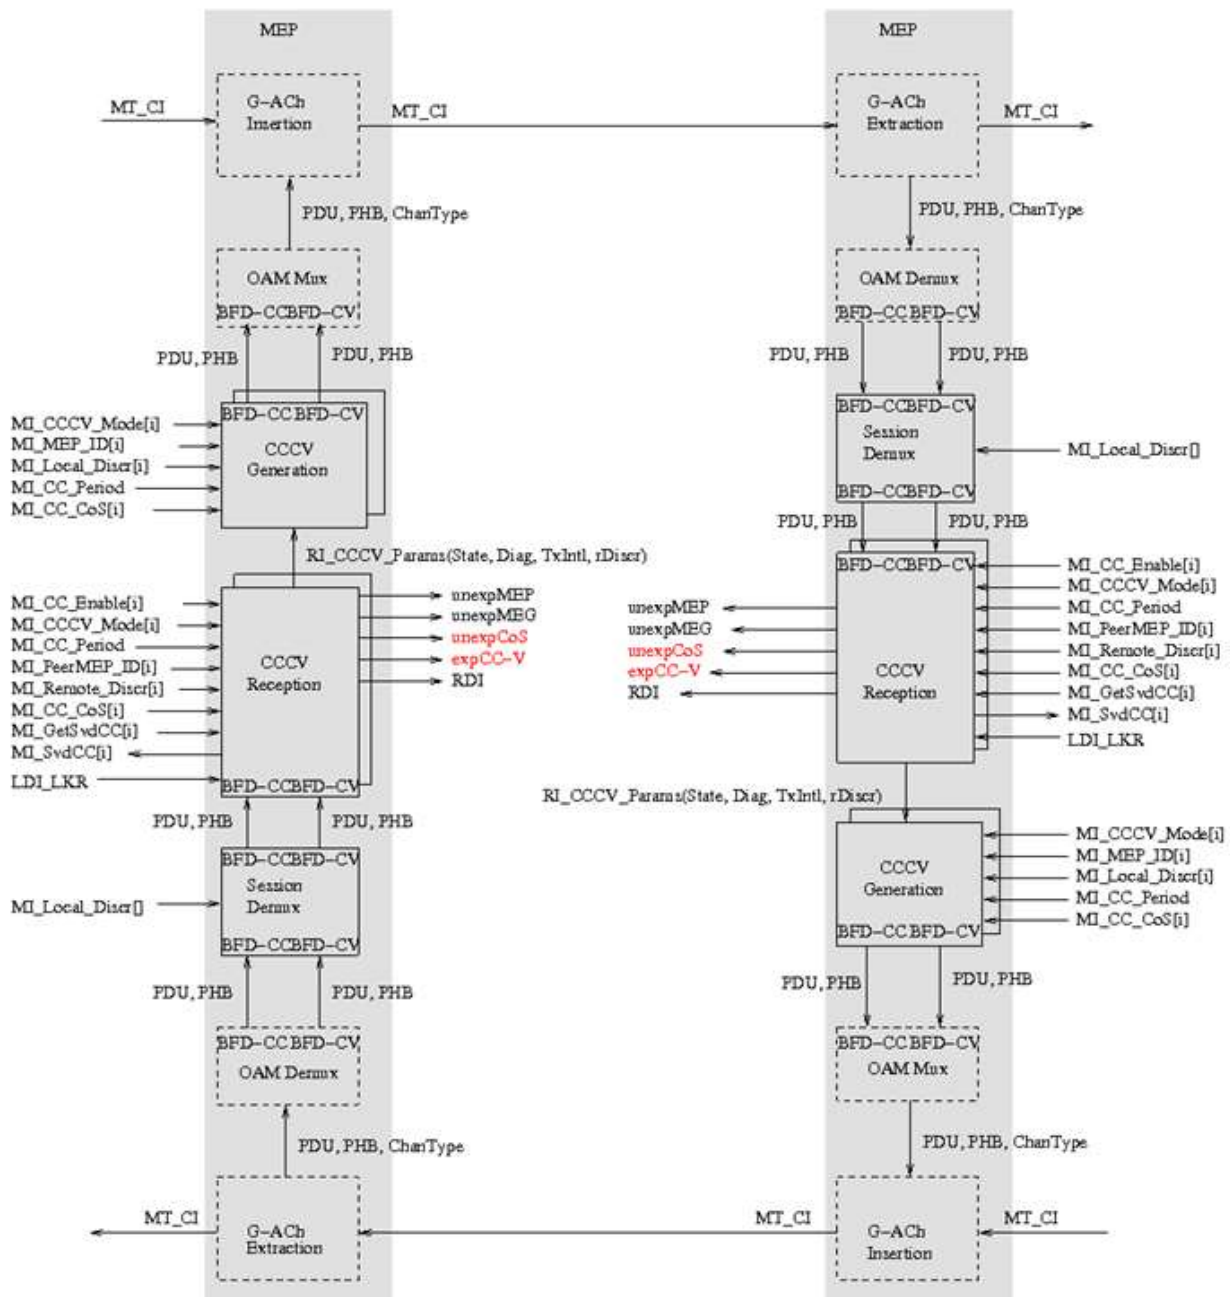 MEP
MEP
MT_CI
G-ACh
Insertion
MT_CI
G-ACh
Extraction
MT_CI
PDU, PHB, ChanType
PDU, PHB, ChanType
OAM Mux
BFD-CC BFD-CV
OAM Demux
BFD-CC BFD-CV
PDU, PHB
PDU, PHB
PDU, PHB
PDU, PHB
MI_CCCV_Mode[i]
MI_MEP_ID[i]
MI_Local_Discr[i]
MI_CC_Period
MI_CC_CoS[i]
BFD-CC BFD-CV
CCCV
Generation
BFD-CC BFD-CV
Session
Demux
BFD-CC BFD-CV
MI_Local_Discr[]
PDU, PHB
PDU, PHB
RI_CCCV_Params(State, Diag, TxIntl, rDiscr)
MI_CC_Enable[i]
MI_CCCV_Mode[i]
MI_CC_Period
MI_PeerMEP_ID[i]
MI_Remote_Discr[i]
MI_CC_CoS[i]
MI_GetSvdCC[i]
MI_SvdCC[i]
LDI_LKR
CCCV
Reception
BFD-CC BFD-CV
unexpMEP
unexpMEG
unexpCoS
expCC-V
RDI
unexpMEP
unexpMEG
unexpCoS
expCC-V
RDI
BFD-CC BFD-CV
CCCV
Reception
MI_CC_Enable[i]
MI_CCCV_Mode[i]
MI_CC_Period
MI_PeerMEP_ID[i]
MI_Remote_Discr[i]
MI_CC_CoS[i]
MI_GetSvdCC[i]
MI_SvdCC[i]
LDI_LKR
PDU, PHB
PDU, PHB
RI_CCCV_Params(State, Diag, TxIntl, rDiscr)
MI_Local_Discr[]
BFD-CC BFD-CV
Session
Demux
BFD-CC BFD-CV
CCCV
Generation
BFD-CC BFD-CV
MI_CCCV_Mode[i]
MI_MEP_ID[i]
MI_Local_Discr[i]
MI_CC_Period
MI_CC_CoS[i]
PDU, PHB
PDU, PHB
PDU, PHB
PDU, PHB
BFD-CC BFD-CV
OAM Demux
BFD-CC BFD-CV
OAM Mux
PDU, PHB, ChanType
PDU, PHB, ChanType
MT_CI
G-ACh
Extraction
MT_CI
G-ACh
Insertion
MT_CI